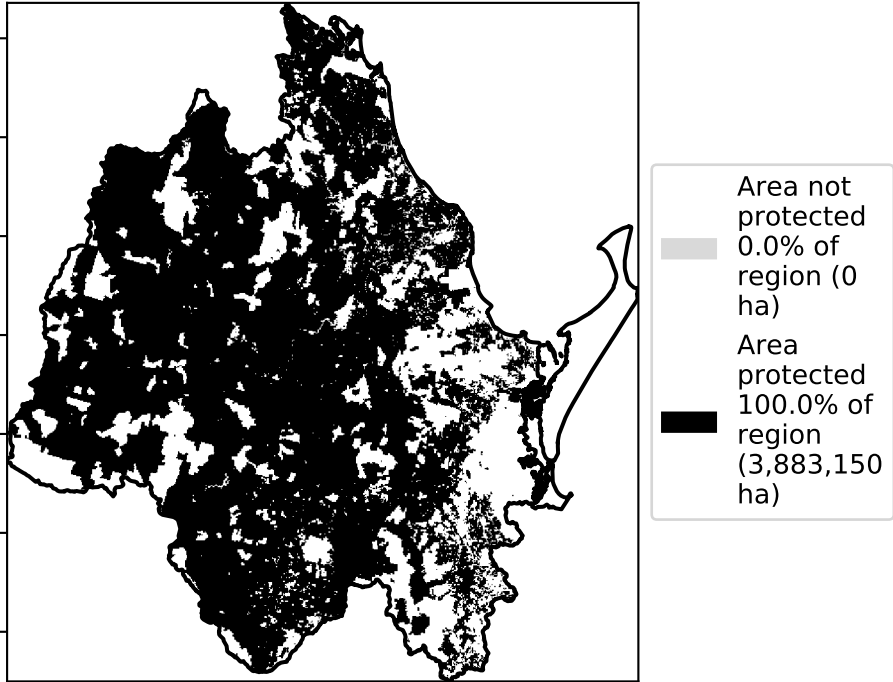 Area not
protected
0.0% of
region (0
ha)
Area
protected
100.0% of
region
(3,883,150
ha)